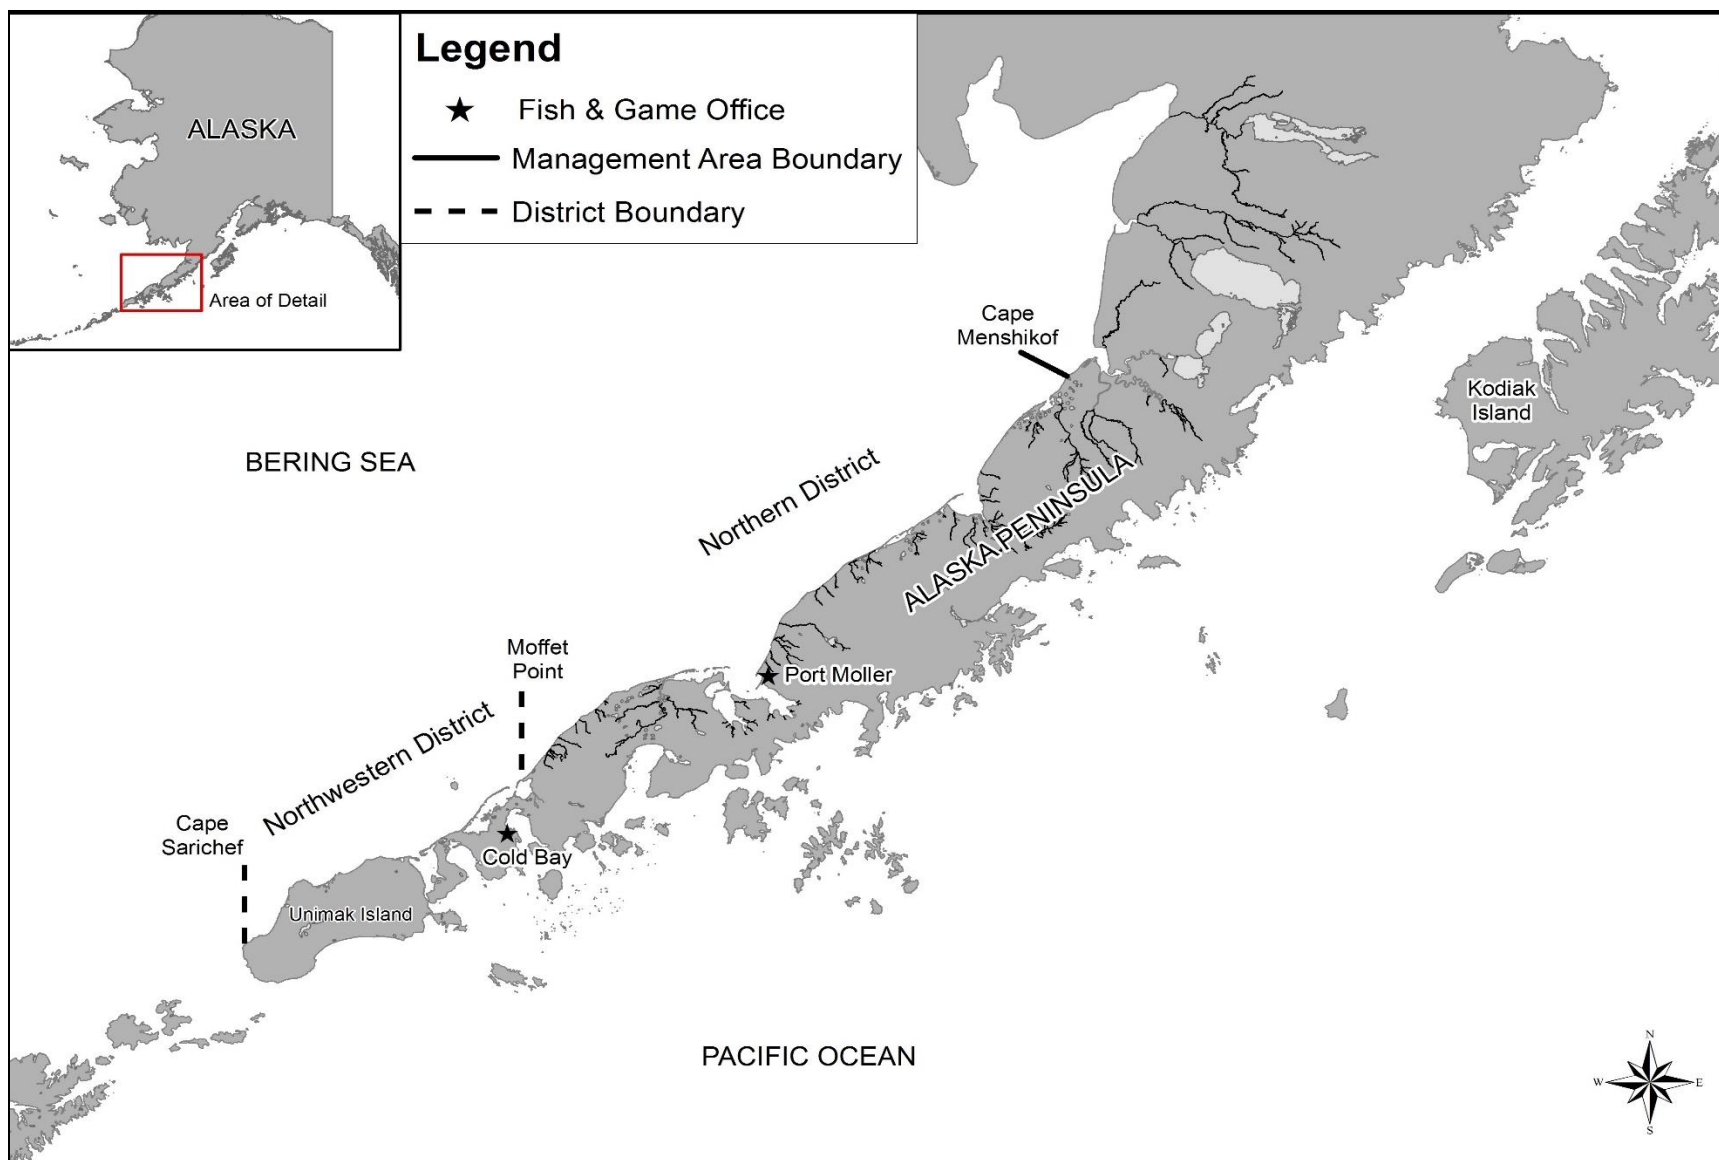 ALASKA
Area of Detail
Legend
Fish & Game Office
Management Area Boundary
District Boundary
Cape
Menshikof
Kodiak
Island
BERING SEA
Northern District
ALASKA PENINSULA
Moffet
Point
Port Moller
Northwestern District
Cape
Sarichef
Cold Bay
Unimak Island
PACIFIC OCEAN
N
W
E
S